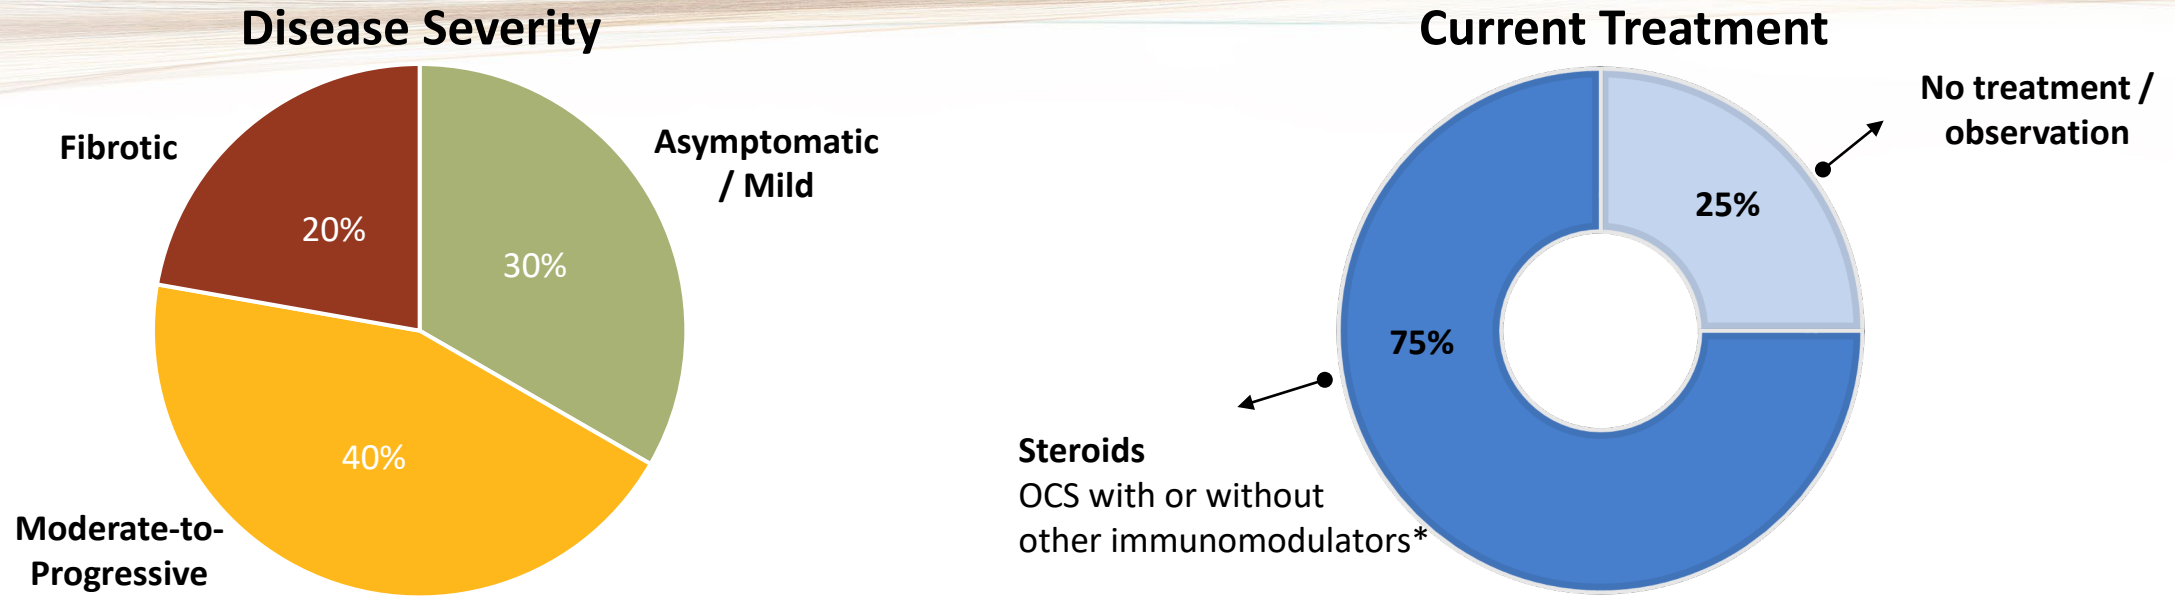 Disease Severity
Fibrotic
Asymptomatic
/ Mild
20%
30%
40%
Moderate-to-
Progressive
Current Treatment
No treatment /
observation
25%
75%
Steroids
OCS with or without
other immunomodulators*